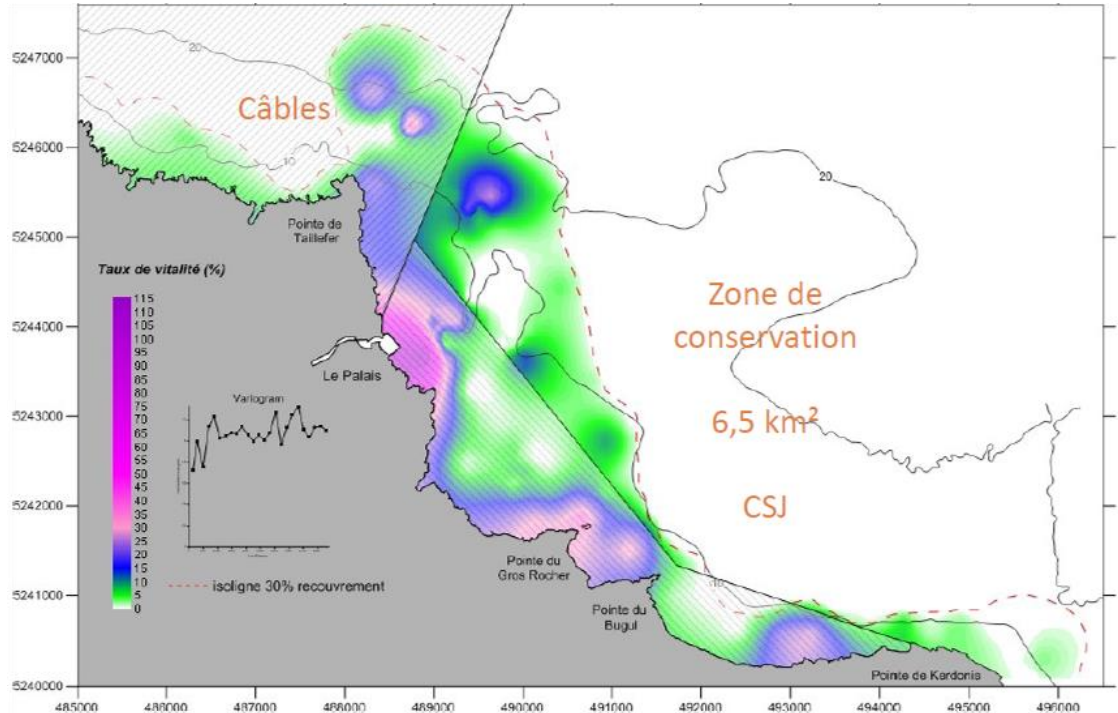 5247000
5246000
5245000
5244000
5243000
5242000
5241000
5240000
20
10
Câbles
Pointe de
Taillefer
Taux de vitalité (%)
115
110
105
100
95
90
85
80
75
70
65
60
55
50
45
40
35
30
25
20
15
10
5
0
Le Palais
Variogram
isoligne 30% recouvrement
20
Zone de
conservation
6,5 km²
CSJ
Pointe du
Gros Rocher
Pointe du
Bugul
10
Pointe de Kerdonis
485000 486000 487000 488000 489000 490000 491000 492000 493000 494000 495000 496000